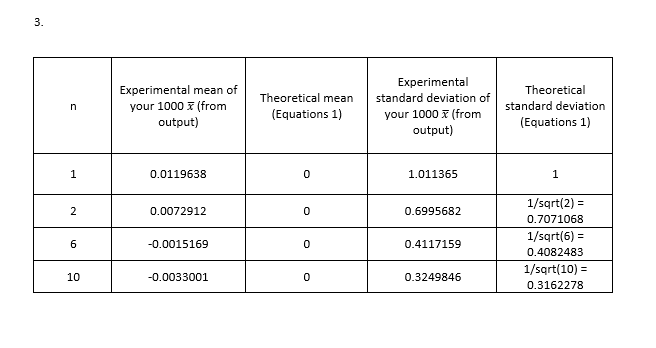 3.
n
Experimental mean of
your 1000 x̅ (from
output)
Theoretical mean
(Equations 1)
Experimental
standard deviation of
your 1000 x̅ (from
output)
Theoretical
standard deviation
(Equations 1)
1
0.0119638
0
1.011365
1
2
0.0072912
0
0.6995682
1/sqrt(2) =
0.7071068
6
-0.0015169
0
0.4117159
1/sqrt(6) =
0.4082483
10
-0.0033001
0
0.3249846
1/sqrt(10) =
0.3162278